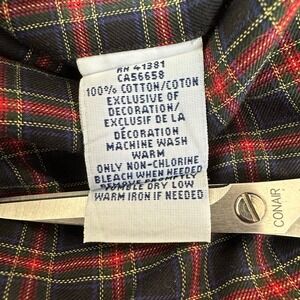 RN 41381
CA56658
100% COTTON/COTON
EXCLUSIVE OF
DECORATION/
EXCLUSIF DE LA
DÉCORATION
MACHINE WASH
WARM
ONLY NON-CHLORINE
BLEACH WHEN NEEDED
TUMBLE DRY LOW
WARM IRON IF NEEDED
CONAIR